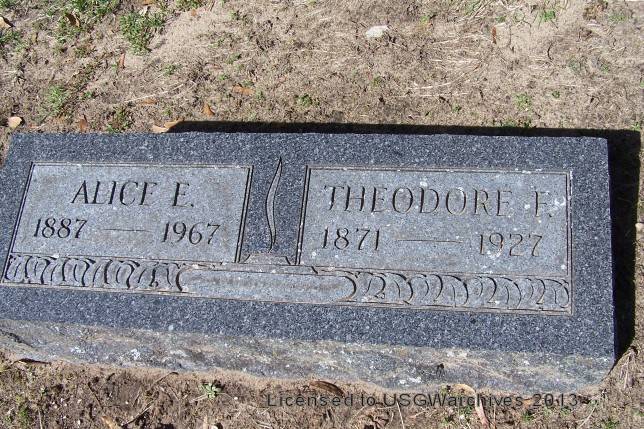 ALICE E.
1887 — 1967
THEODORE F.
1871 — 1927
Licensed to USGWarchives 2013